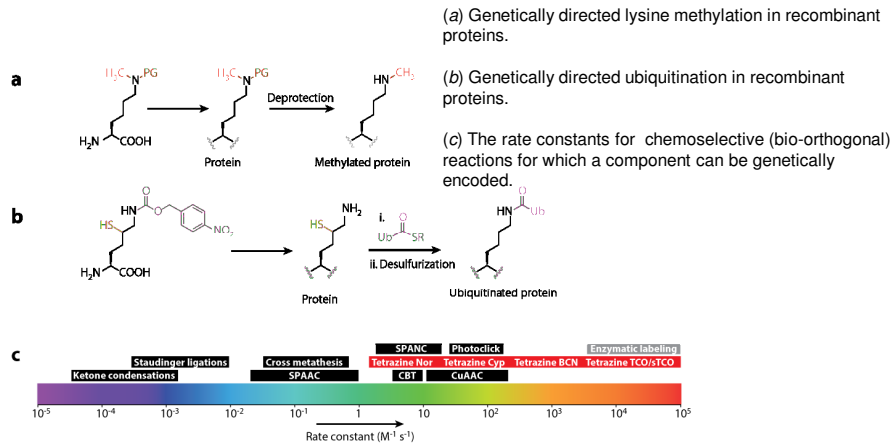 (a) Genetically directed lysine methylation in recombinant
proteins.
(b) Genetically directed ubiquitination in recombinant
proteins.
(c) The rate constants for chemoselective (bio-orthogonal)
reactions for which a component can be genetically
encoded.
a
H₃C N PG
H₂N COOH
H₃C N PG
Protein
Deprotection
HN CH₃
Methylated protein
b
HN O O
HS NO₂
H₂N COOH
NH₂
HS
Protein
i.
O
Ub SR
ii. Desulfurization
O
HN Ub
Ubiquitinated protein
c
SPANC Photoclick Enzymatic labeling
Staudinger ligations Cross metathesis Tetrazine Nor Tetrazine Cyp Tetrazine BCN Tetrazine TCO/sTCO
Ketone condensations SPAAC CBT CuAAC
10⁻⁵ 10⁻⁴ 10⁻³ 10⁻² 10⁻¹ 1 10 10² 10³ 10⁴ 10⁵
Rate constant (M⁻¹ s⁻¹)